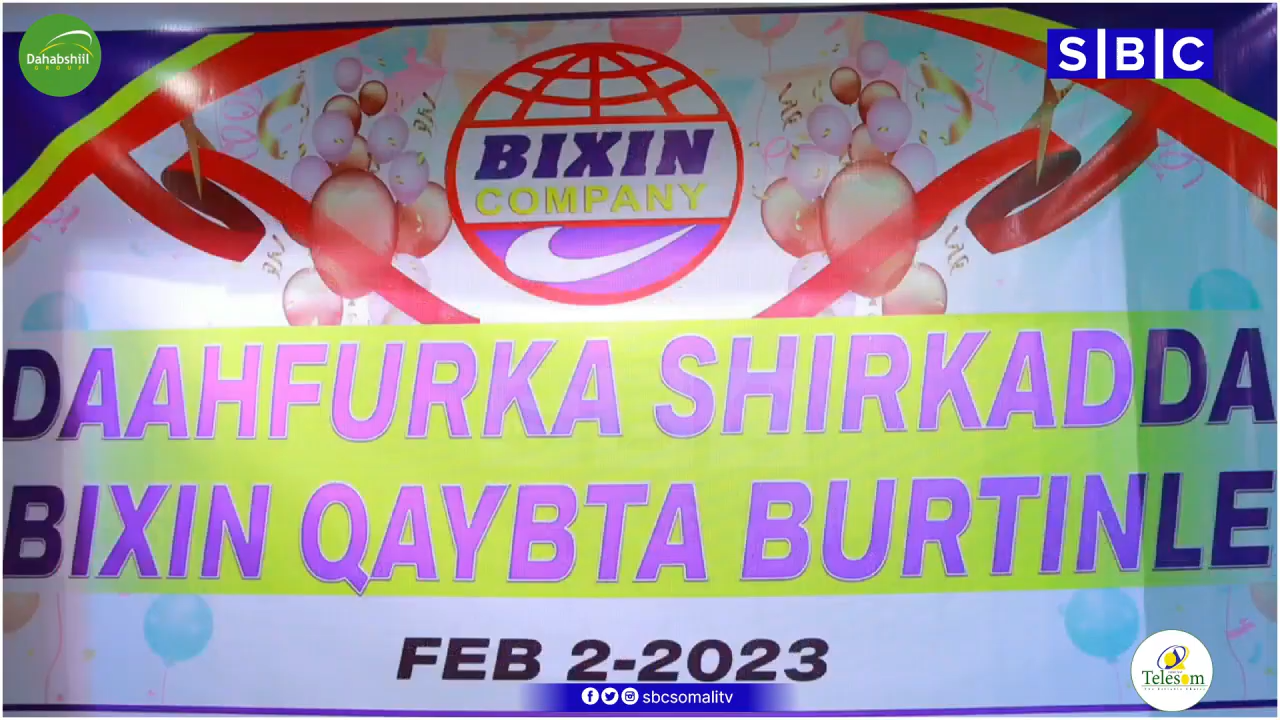 Dahabshiil
GROUP
S|B|C
BIXIN
COMPANY
DAAHFURKA SHIRKADDA
BIXIN QAYBTA BURTINLE
FEB 2-2023
sbcsomalitv
Telesom